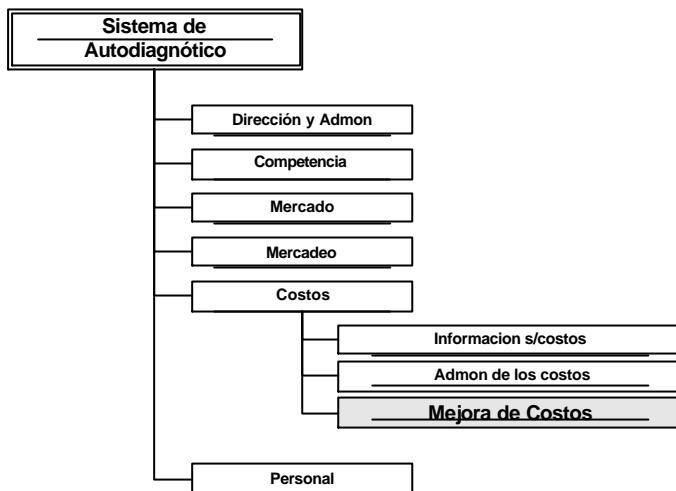 Sistema de
Autodiagnótico
Dirección y Admon
Competencia
Mercado
Mercadeo
Costos
Informacion s/costos
Admon de los costos
Mejora de Costos
Personal